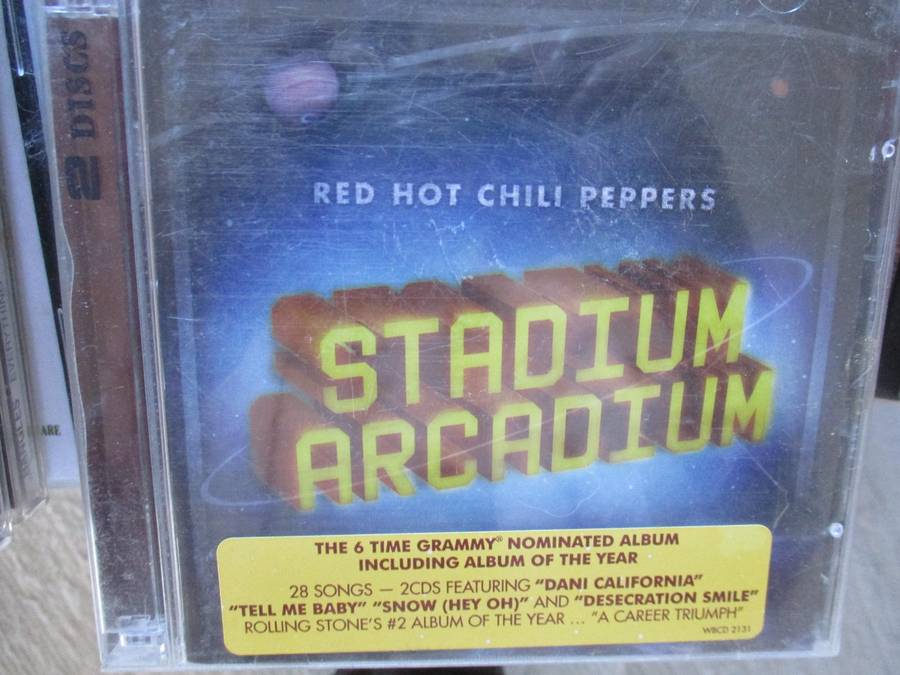 2 DISCS
RED HOT CHILI PEPPERS
STADIUM
ARCADIUM
THE 6 TIME GRAMMY® NOMINATED ALBUM
INCLUDING ALBUM OF THE YEAR
28 SONGS — 2CDS FEATURING "DANI CALIFORNIA"
"TELL ME BABY" "SNOW (HEY OH)" AND "DESECRATION SMILE"
ROLLING STONE'S #2 ALBUM OF THE YEAR ... "A CAREER TRIUMPH"
WBCD 2131
ARE